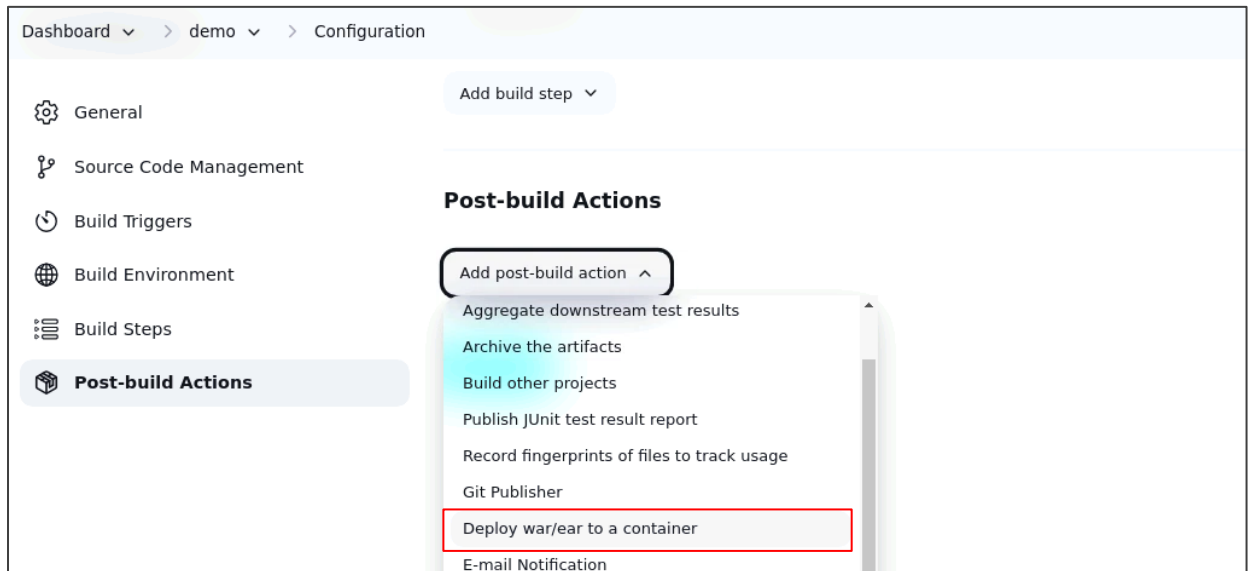 Dashboard > demo > Configuration
General
Source Code Management
Build Triggers
Build Environment
Build Steps
Post-build Actions
Add build step
Post-build Actions
Add post-build action
Aggregate downstream test results
Archive the artifacts
Build other projects
Publish JUnit test result report
Record fingerprints of files to track usage
Git Publisher
Deploy war/ear to a container
E-mail Notification